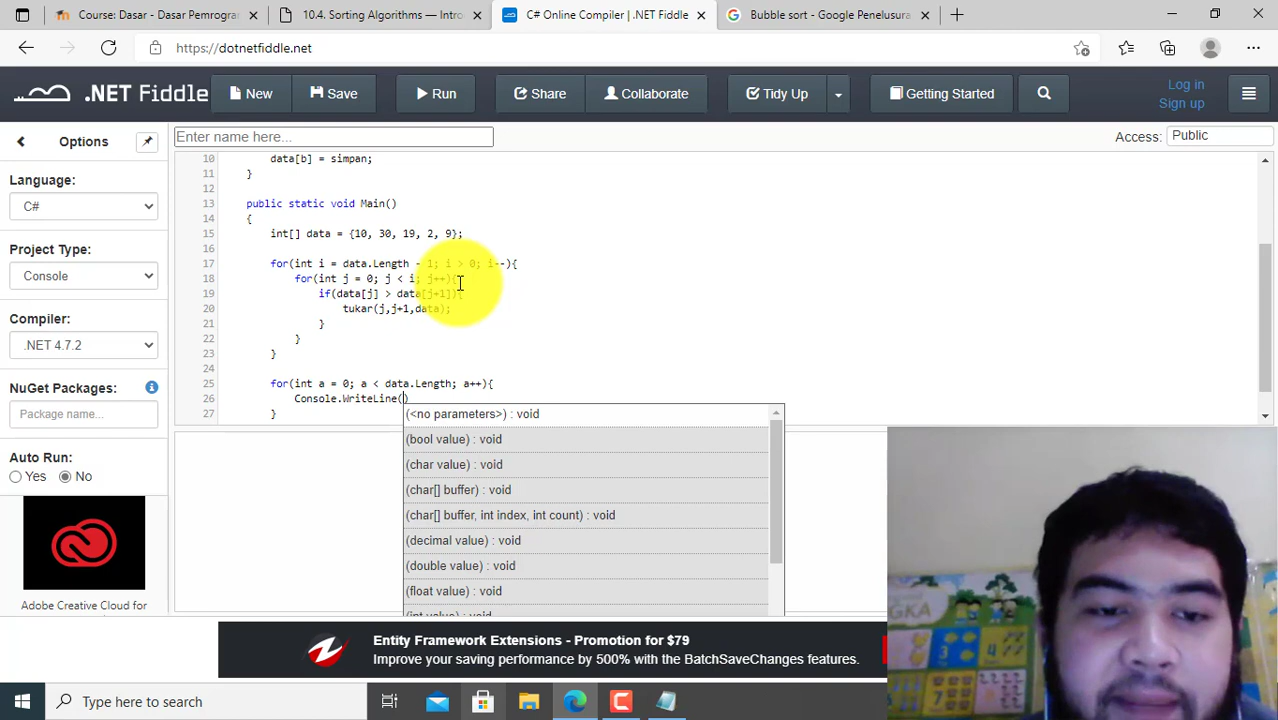 Course: Dasar - Dasar Pemrogra
10.4. Sorting Algorithms — Intro
C# Online Compiler | .NET Fiddle
Bubble sort - Google Penelusura
https://dotnetfiddle.net
.NET Fiddle
New
Save
Run
Share
Collaborate
Tidy Up
Getting Started
Log in
Sign up
Options
Enter name here...
Access:
Public
Language:
C#
Project Type:
Console
Compiler:
.NET 4.7.2
NuGet Packages:
Package name...
Auto Run:
Yes
No
Adobe Creative Cloud for
10 data[b] = simpan;
11 }
12
13 public static void Main()
14 {
15 int[] data = {10, 30, 19, 2, 9};
16
17 for(int i = data.Length - 1; i > 0; i--){
18 for(int j = 0; j < i; j++){
19 if(data[j] > data[j+1]){
20 tukar(j,j+1,data);
21 }
22 }
23 }
24
25 for(int a = 0; a < data.Length; a++){
26 Console.WriteLine()
27 }
(<no parameters>) : void
(bool value) : void
(char value) : void
(char[] buffer) : void
(char[] buffer, int index, int count) : void
(decimal value) : void
(double value) : void
(float value) : void
(int value) : void
Entity Framework Extensions - Promotion for $79
Improve your saving performance by 500% with the BatchSaveChanges features.
Type here to search